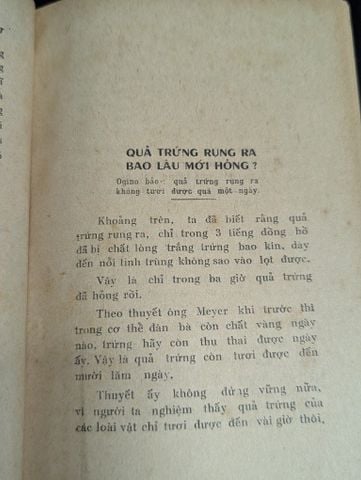 QUẢ TRỨNG RUNG RA
BAO LÂU MỚI HỎNG ?
Ogino bảo : quả trứng rung ra
không tươi được quá một ngày.
Khoảng trên, ta đã biết rằng quả
trứng rung ra, chỉ trong 3 tiếng đồng hồ
đã bị chất lòng trắng trứng bao kín, dày
đến nỗi tinh trùng không sao vào lọt được.
Vậy là chỉ trong ba giờ quả trứng
đã hỏng rồi.
Theo thuyết ông Meyer khi trước thì
trong cơ thể đàn bà còn chất vàng ngày
nào, trứng hãy còn thụ thai được ngày
ấy. Vậy là quả trứng còn tươi được đến
mười lăm ngày.
Thuyết ấy không đứng vững nữa,
vì người ta nghiệm thấy quả trứng của
các loài vật chỉ tươi được đến vài giờ thôi,